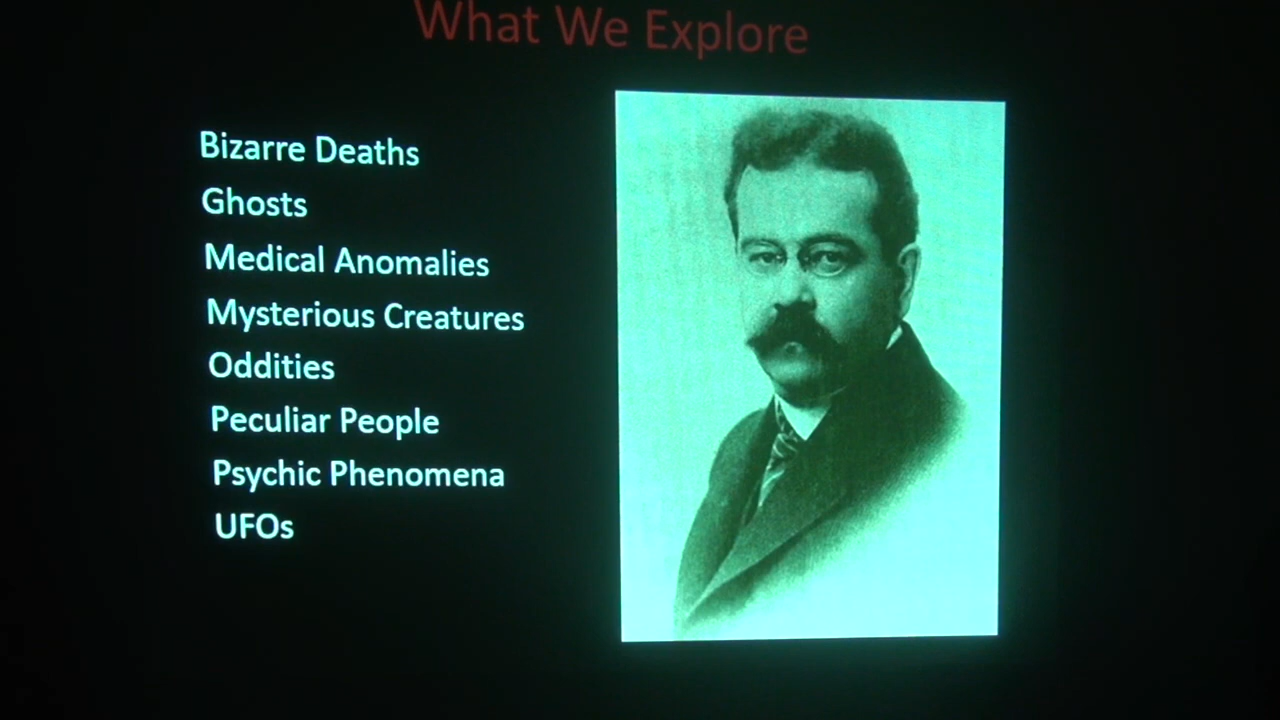 What We Explore
Bizarre Deaths
Ghosts
Medical Anomalies
Mysterious Creatures
Oddities
Peculiar People
Psychic Phenomena
UFOs